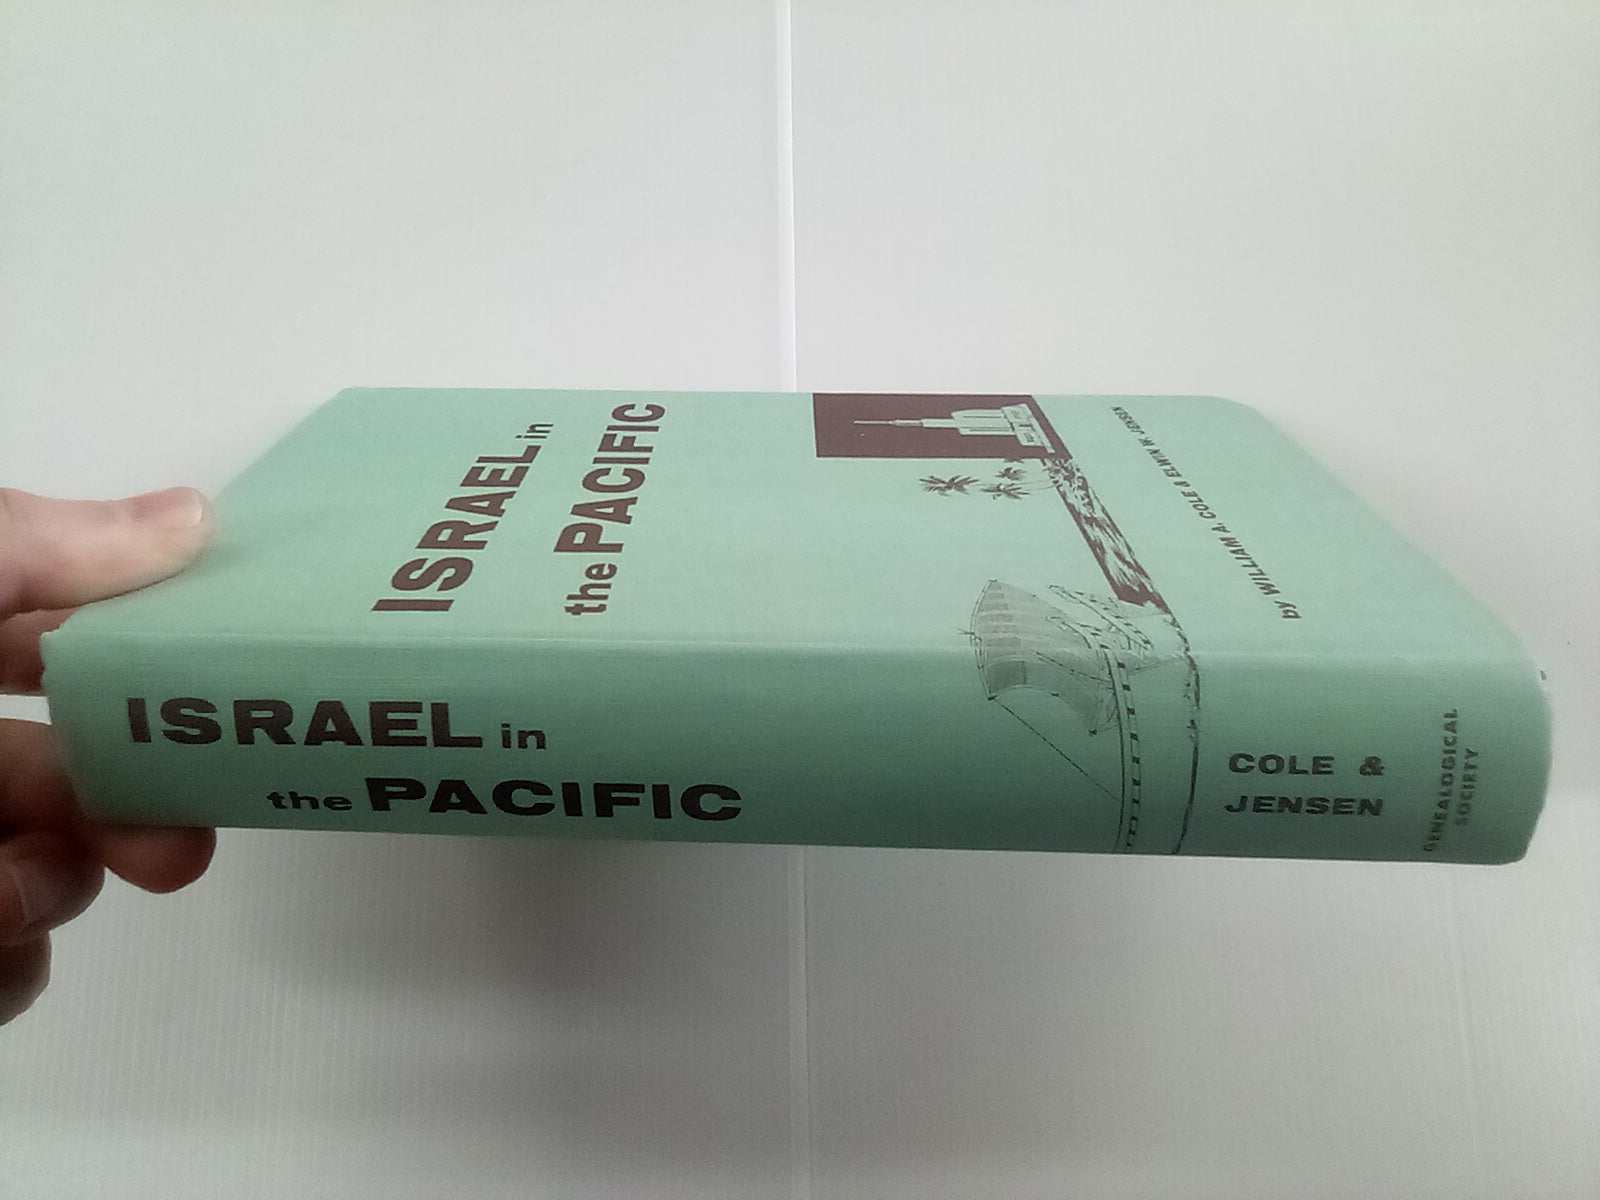 ISRAEL in
the PACIFIC
by WILLIAM A. COLE & ELWIN W. JENSEN
ISRAEL in
the PACIFIC
COLE &
JENSEN
GENEALOGICAL
SOCIETY